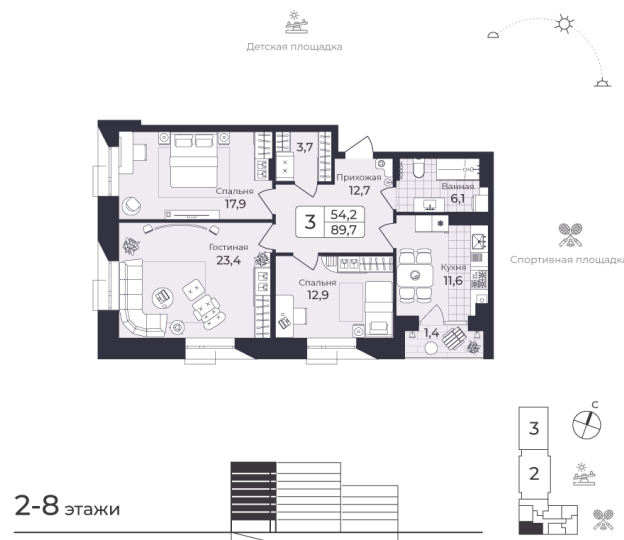 Детская площадка
3,7
Прихожая
12,7
Ванная
6,1
Спальня
17,9
3
54,2
89,7
Гостиная
23,4
Спальня
12,9
Кухня
11,6
1,4
Спортивная площадка
С
3
2
2-8 этажи